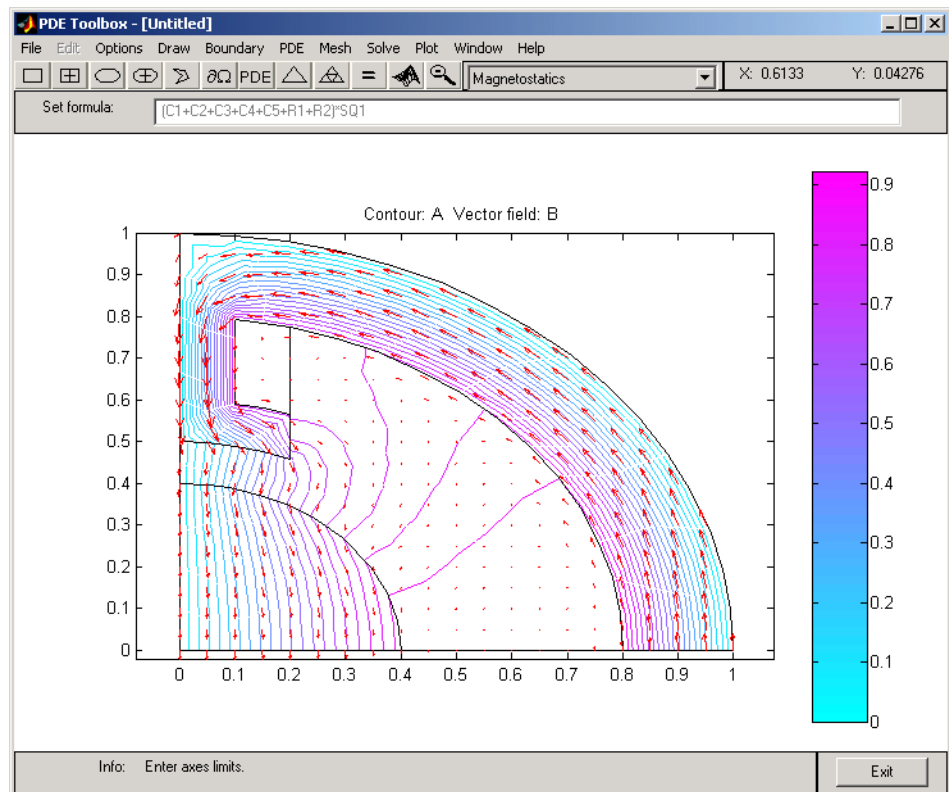 PDE Toolbox - [Untitled]
File Edit Options Draw Boundary PDE Mesh Solve Plot Window Help
∂Ω PDE = Magnetostatics X: 0.6133 Y: 0.04276
Set formula: (C1+C2+C3+C4+C5+R1+R2)*SQ1
Contour: A Vector field: B
1
0.9
0.8
0.7
0.6
0.5
0.4
0.3
0.2
0.1
0
0 0.1 0.2 0.3 0.4 0.5 0.6 0.7 0.8 0.9 1
0.9
0.8
0.7
0.6
0.5
0.4
0.3
0.2
0.1
0
Info: Enter axes limits.
Exit